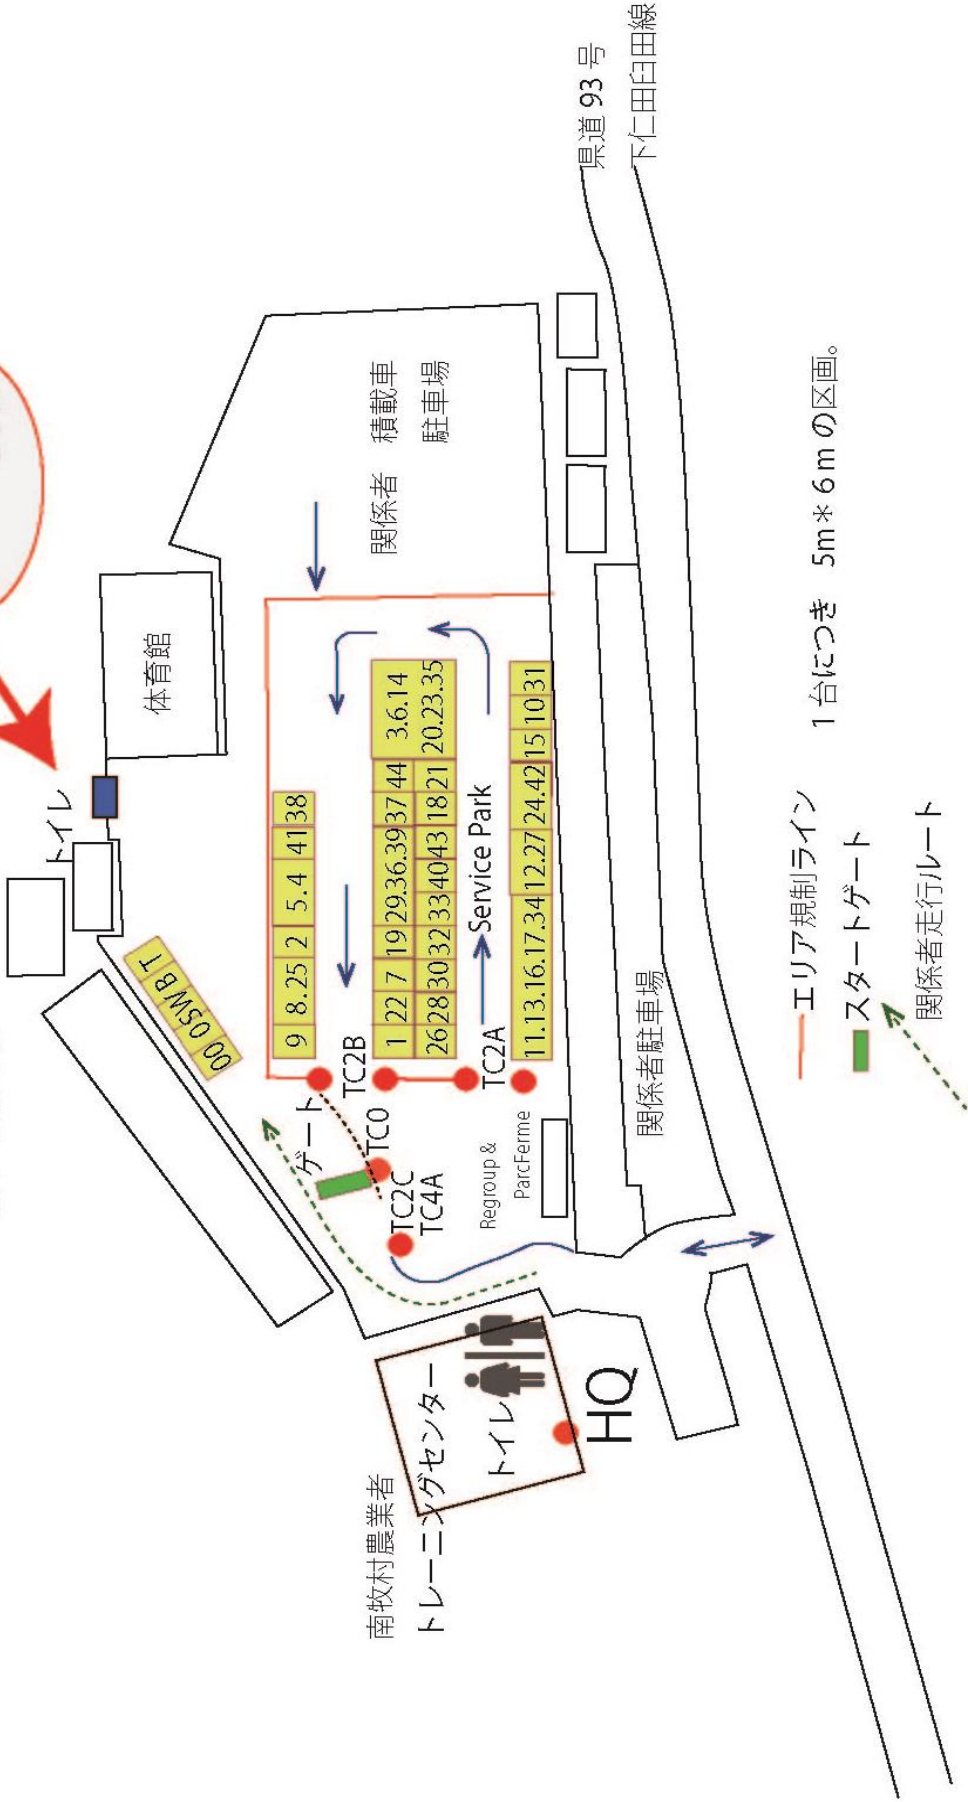 トイレ
体育館
00 0 SW B T
9 8.25 2 5.4 41 38
関係者 積載車
駐車場
ゲート
TC2B
1 22 7 19 29.36.39 37 44 3.6.14
26 28 30 32 33 40 43 18 21 20.23.35
TC0
TC2C
TC4A
TC2A
Service Park
Regroup &
ParcFerme
11.13.16.17.34 12.27 24.42 15 10 31
南牧村農業者
トレーニングセンター
トイレ
HQ
関係者駐車場
県道 93 号
下仁田臼田線
エリア規制ライン
スタートゲート
関係者走行ルート
1 台につき 5m＊6m の区画。